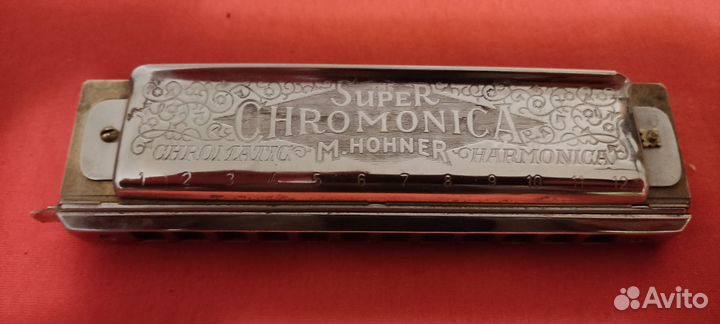 SUPER
CHROMONICA
CHROMATIC M. HOHNER HARMONICA
1 2 3 4 5 6 7 8 9 10 11 12
Avito